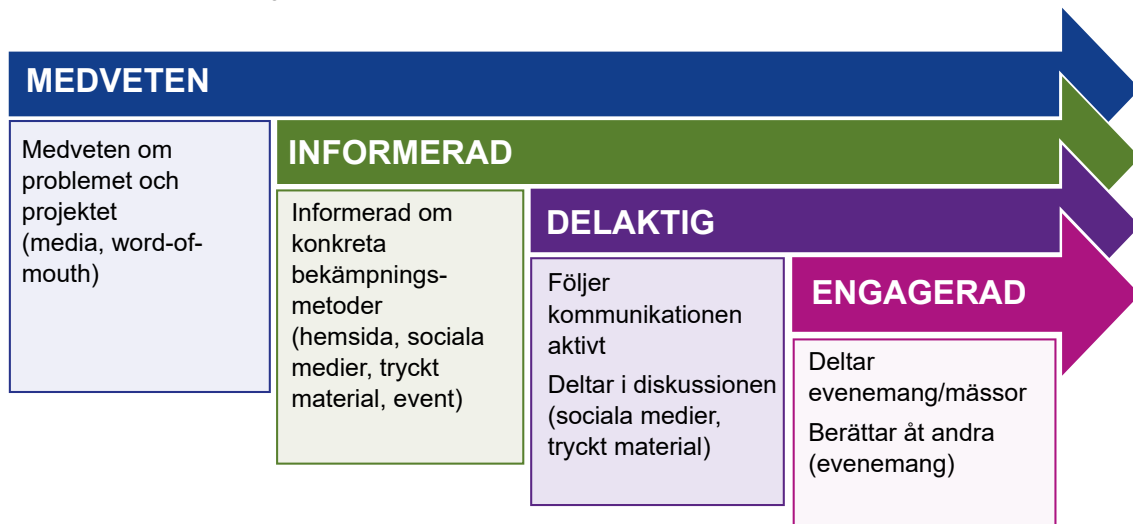 MEDVETEN
Medveten om
problemet och
projektet
(media, word-of-
mouth)
INFORMERAD
Informerad om
konkreta
bekämpnings-
metoder
(hemsida, sociala
medier, tryckt
material, event)
DELAKTIG
Följer
kommunikationen
aktivt
Deltar i diskussionen
(sociala medier,
tryckt material)
ENGAGERAD
Deltar
evenemang/mässor
Berättar åt andra
(evenemang)